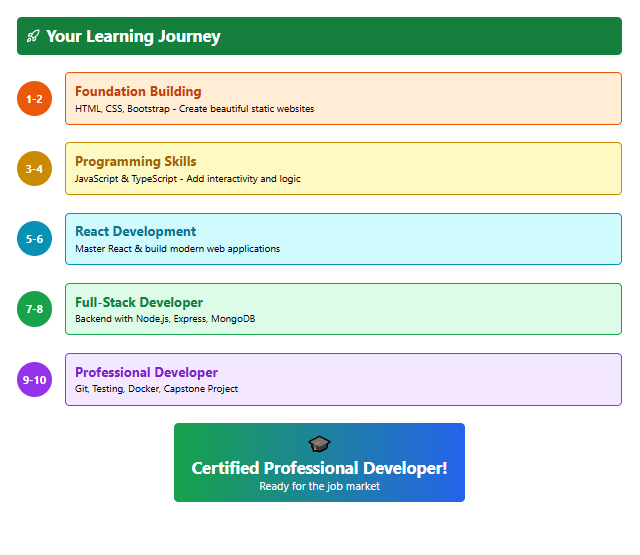 Your Learning Journey
1-2
Foundation Building
HTML, CSS, Bootstrap - Create beautiful static websites
3-4
Programming Skills
JavaScript & TypeScript - Add interactivity and logic
5-6
React Development
Master React & build modern web applications
7-8
Full-Stack Developer
Backend with Node.js, Express, MongoDB
9-10
Professional Developer
Git, Testing, Docker, Capstone Project
Certified Professional Developer!
Ready for the job market